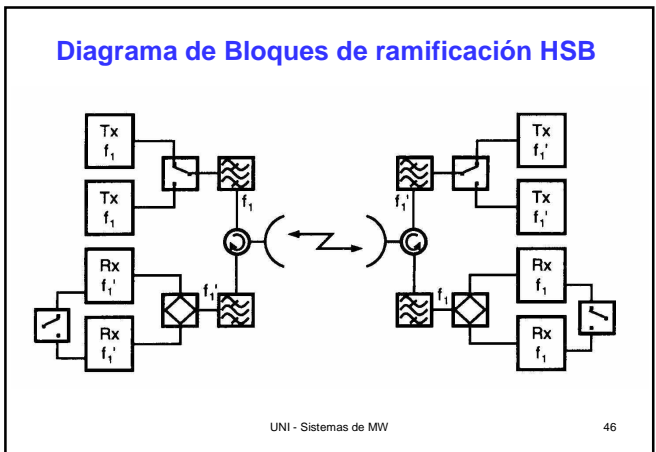 Diagrama de Bloques de ramificación HSB
Tx
f₁
Tx
f₁
f₁
Rx
f₁'
Rx
f₁'
f₁'
Tx
f₁'
Tx
f₁'
f₁'
Rx
f₁
Rx
f₁
f₁
UNI - Sistemas de MW
46